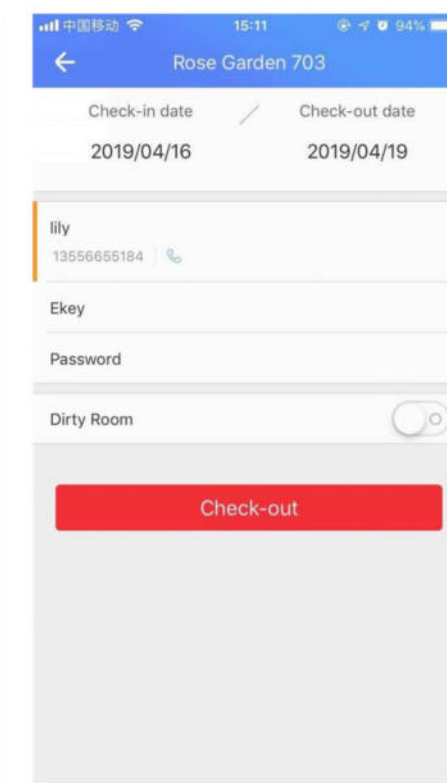 中国移动 15:11 94%
Rose Garden 703
Check-in date Check-out date
2019/04/16 2019/04/19
lily
13556655184
Ekey
Password
Dirty Room
Check-out